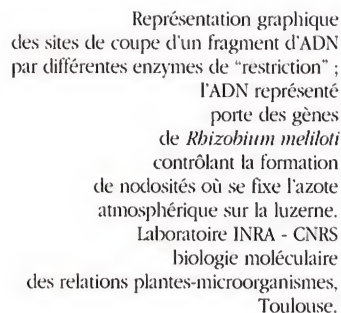 Représentation graphique
des sites de coupe d'un fragment d'ADN
par différentes enzymes de "restriction" ;
l'ADN représenté
porte des gènes
de Rhizobium meliloti
contrôlant la formation
de nodosités où se fixe l'azote
atmosphérique sur la luzerne.
Laboratoire INRA - CNRS
biologie moléculaire
des relations plantes-microorganismes,
Toulouse.